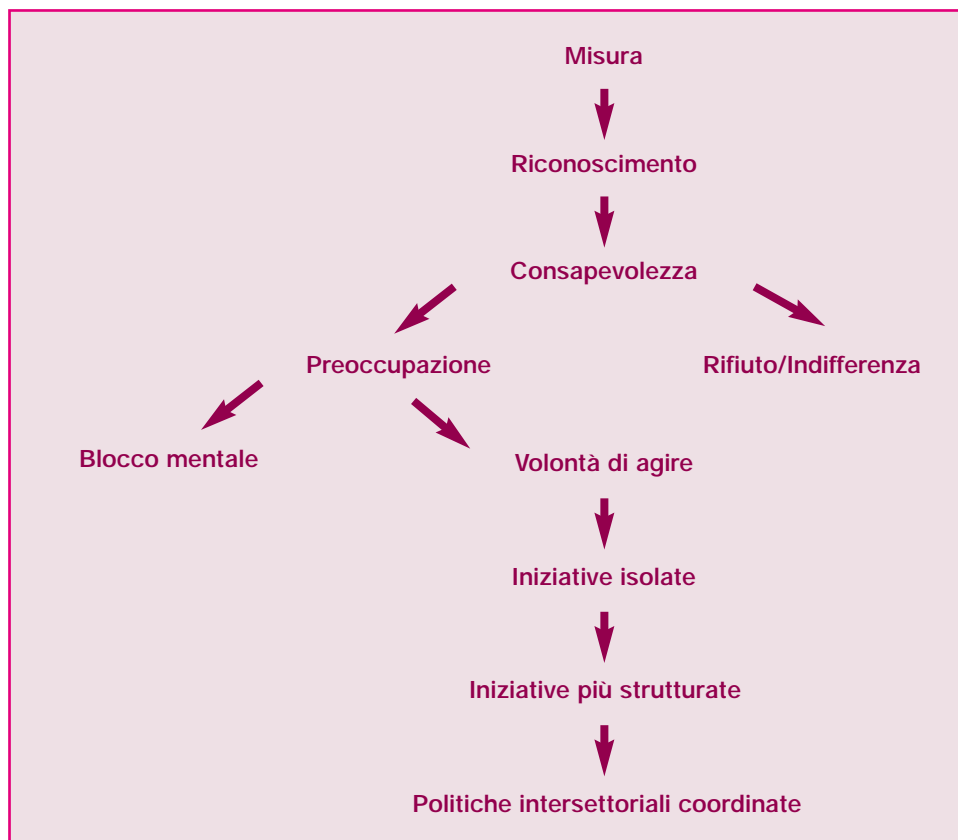 Misura
Riconoscimento
Consapevolezza
Preoccupazione
Rifiuto/Indifferenza
Blocco mentale
Volontà di agire
Iniziative isolate
Iniziative più strutturate
Politiche intersettoriali coordinate